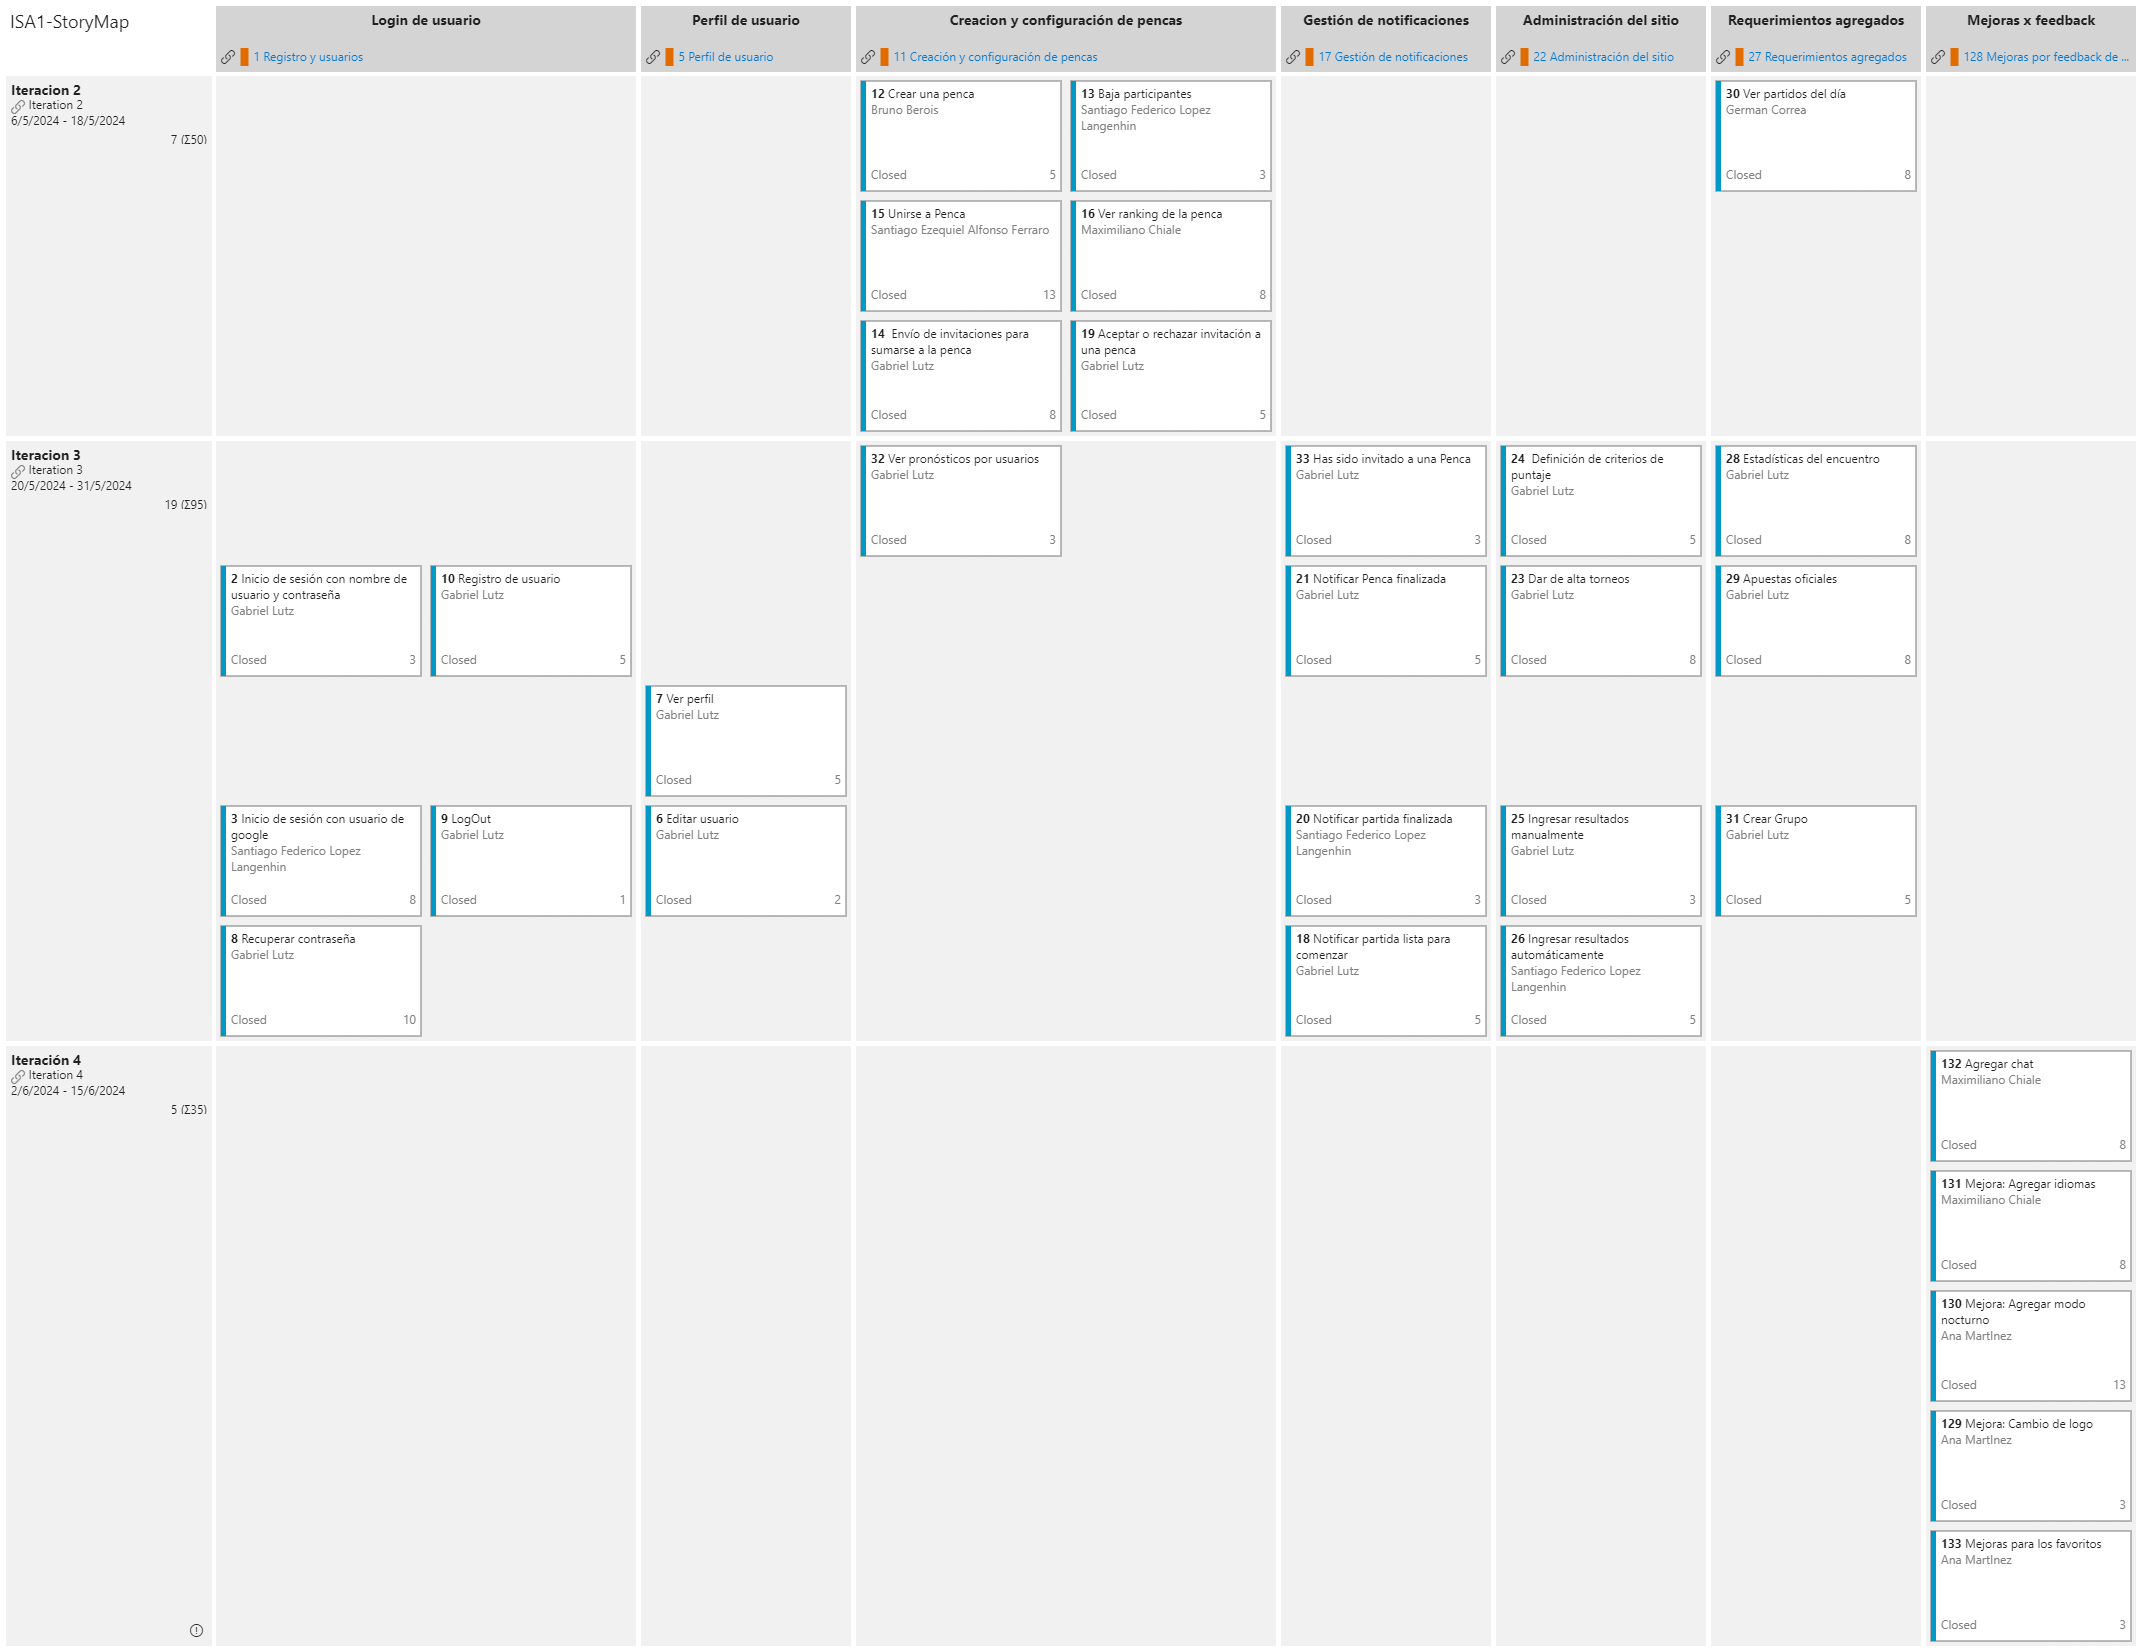 ISA1-StoryMap
Login de usuario
1 Registro y usuarios
Perfil de usuario
5 Perfil de usuario
Creacion y configuración de pencas
11 Creación y configuración de pencas
Gestión de notificaciones
17 Gestión de notificaciones
Administración del sitio
22 Administración del sitio
Requerimientos agregados
27 Requerimientos agregados
Mejoras x feedback
128 Mejoras por feedback de ...
Iteracion 2
Iteration 2
6/5/2024 - 18/5/2024
7 (Σ50)
12 Crear una penca
Bruno Berois
Closed 5
13 Baja participantes
Santiago Federico Lopez
Langenhin
Closed 3
30 Ver partidos del día
German Correa
Closed 8
15 Unirse a Penca
Santiago Ezequiel Alfonso Ferraro
Closed 13
16 Ver ranking de la penca
Maximiliano Chiale
Closed 8
14 Envío de invitaciones para
sumarse a la penca
Gabriel Lutz
Closed 8
19 Aceptar o rechazar invitación a
una penca
Gabriel Lutz
Closed 5
Iteracion 3
Iteration 3
20/5/2024 - 31/5/2024
19 (Σ95)
32 Ver pronósticos por usuarios
Gabriel Lutz
Closed 3
33 Has sido invitado a una Penca
Gabriel Lutz
Closed 3
24 Definición de criterios de
puntaje
Gabriel Lutz
Closed 5
28 Estadísticas del encuentro
Gabriel Lutz
Closed 8
2 Inicio de sesión con nombre de
usuario y contraseña
Gabriel Lutz
Closed 3
10 Registro de usuario
Gabriel Lutz
Closed 5
21 Notificar Penca finalizada
Gabriel Lutz
Closed 5
23 Dar de alta torneos
Gabriel Lutz
Closed 8
29 Apuestas oficiales
Gabriel Lutz
Closed 8
7 Ver perfil
Gabriel Lutz
Closed 5
3 Inicio de sesión con usuario de
google
Santiago Federico Lopez
Langenhin
Closed 8
9 LogOut
Gabriel Lutz
Closed 1
6 Editar usuario
Gabriel Lutz
Closed 2
20 Notificar partida finalizada
Santiago Federico Lopez
Langenhin
Closed 3
25 Ingresar resultados
manualmente
Gabriel Lutz
Closed 3
31 Crear Grupo
Gabriel Lutz
Closed 5
8 Recuperar contraseña
Gabriel Lutz
Closed 10
18 Notificar partida lista para
comenzar
Gabriel Lutz
Closed 5
26 Ingresar resultados
automáticamente
Santiago Federico Lopez
Langenhin
Closed 5
Iteración 4
Iteration 4
2/6/2024 - 15/6/2024
5 (Σ35)
132 Agregar chat
Maximiliano Chiale
Closed 8
131 Mejora: Agregar idiomas
Maximiliano Chiale
Closed 8
130 Mejora: Agregar modo
nocturno
Ana MartInez
Closed 13
129 Mejora: Cambio de logo
Ana MartInez
Closed 3
133 Mejoras para los favoritos
Ana MartInez
Closed 3